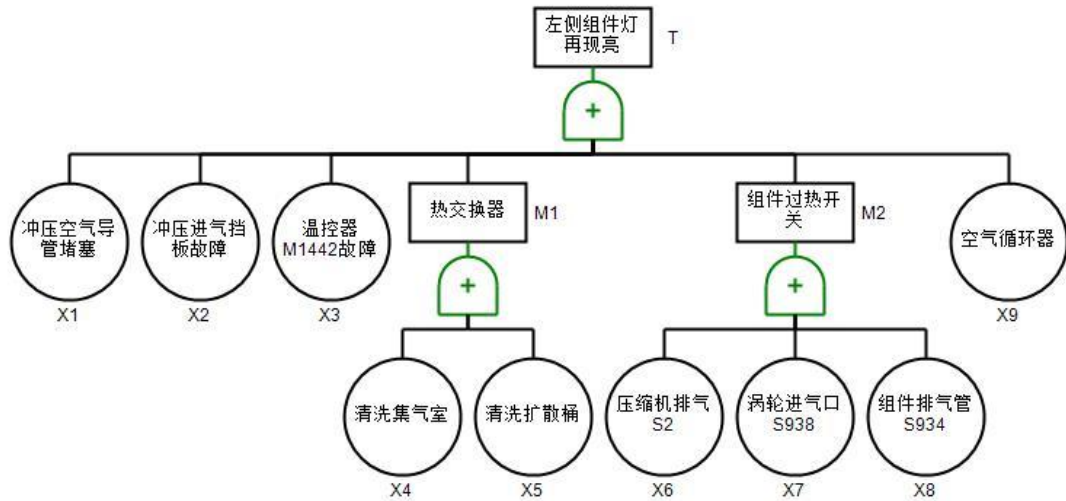 左侧组件灯
再现亮
T
+
冲压空气导
管堵塞
X1
冲压进气挡
板故障
X2
温控器
M1442故障
X3
热交换器
M1
组件过热开
关
M2
空气循环器
X9
+
+
清洗集气室
X4
清洗扩散桶
X5
压缩机排气
S2
X6
涡轮进气口
S938
X7
组件排气管
S934
X8